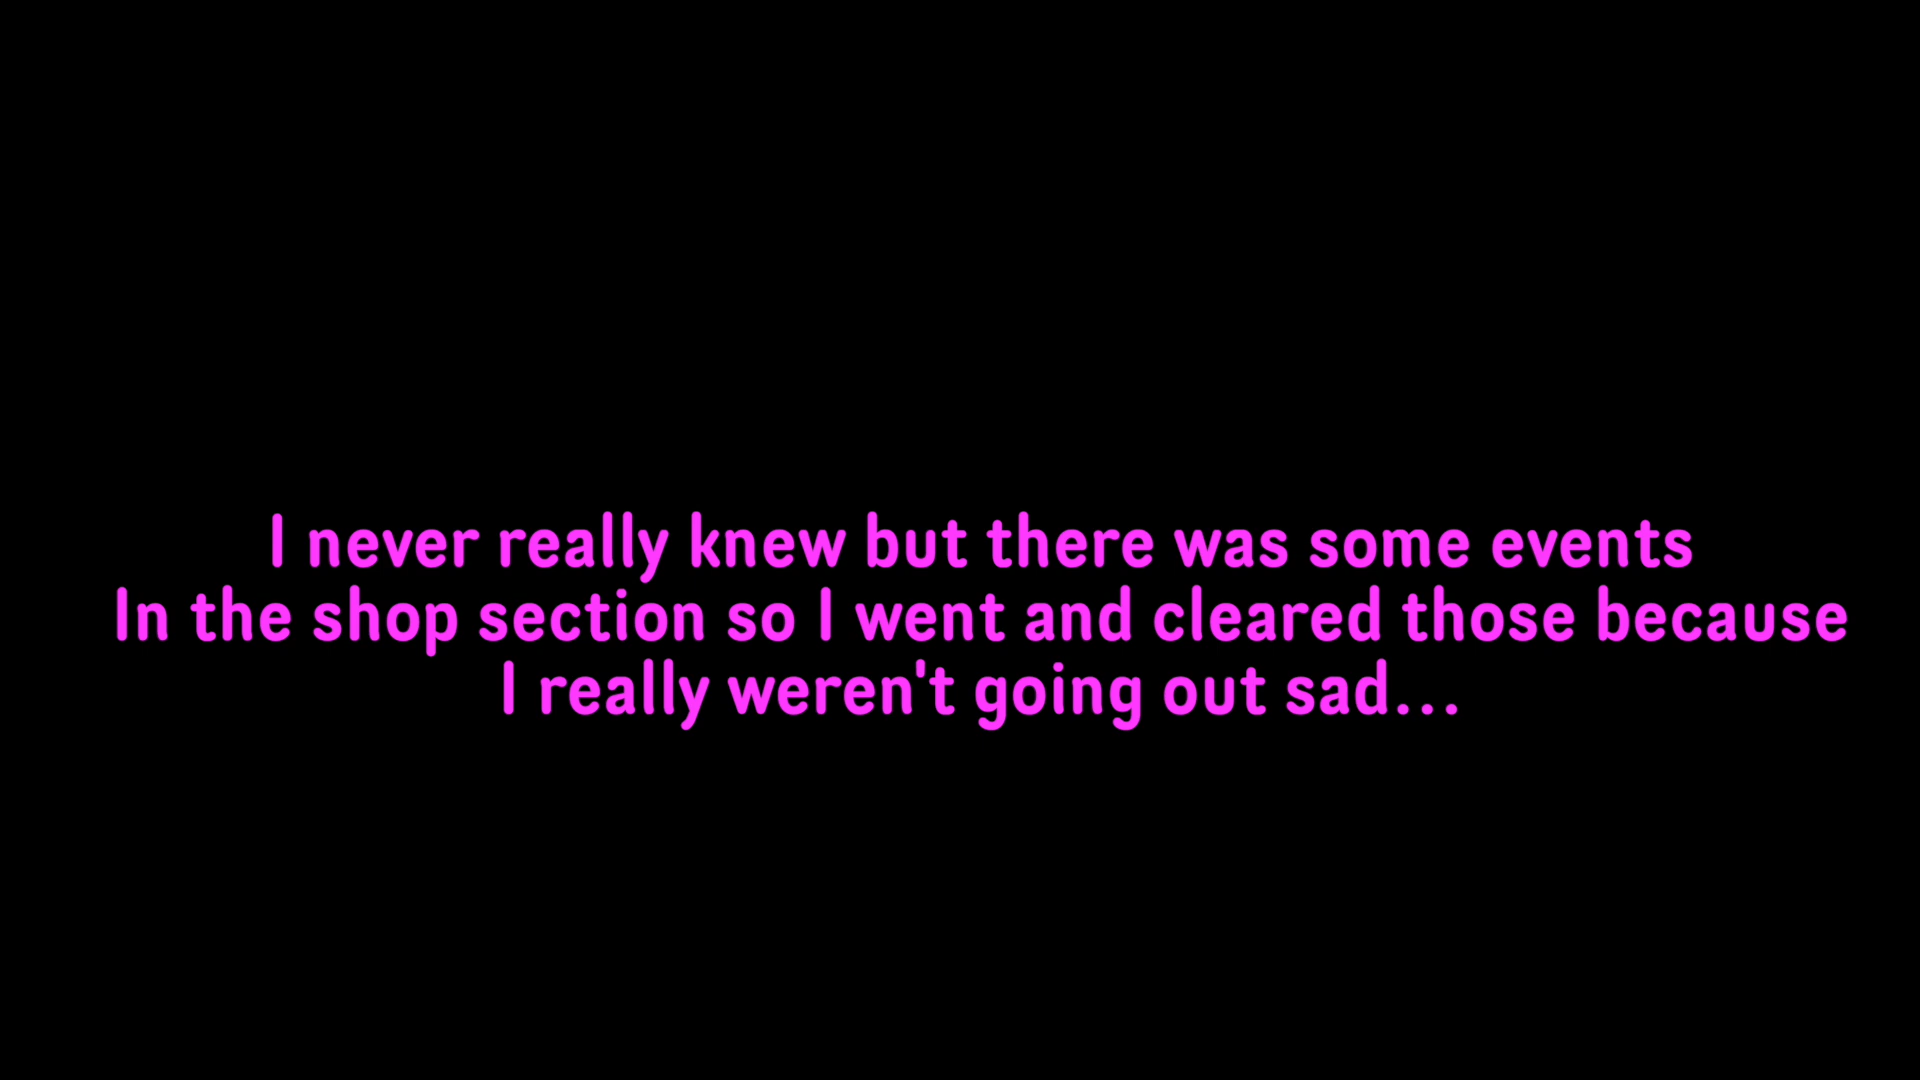 I never really knew but there was some events
In the shop section so I went and cleared those because
I really weren't going out sad...